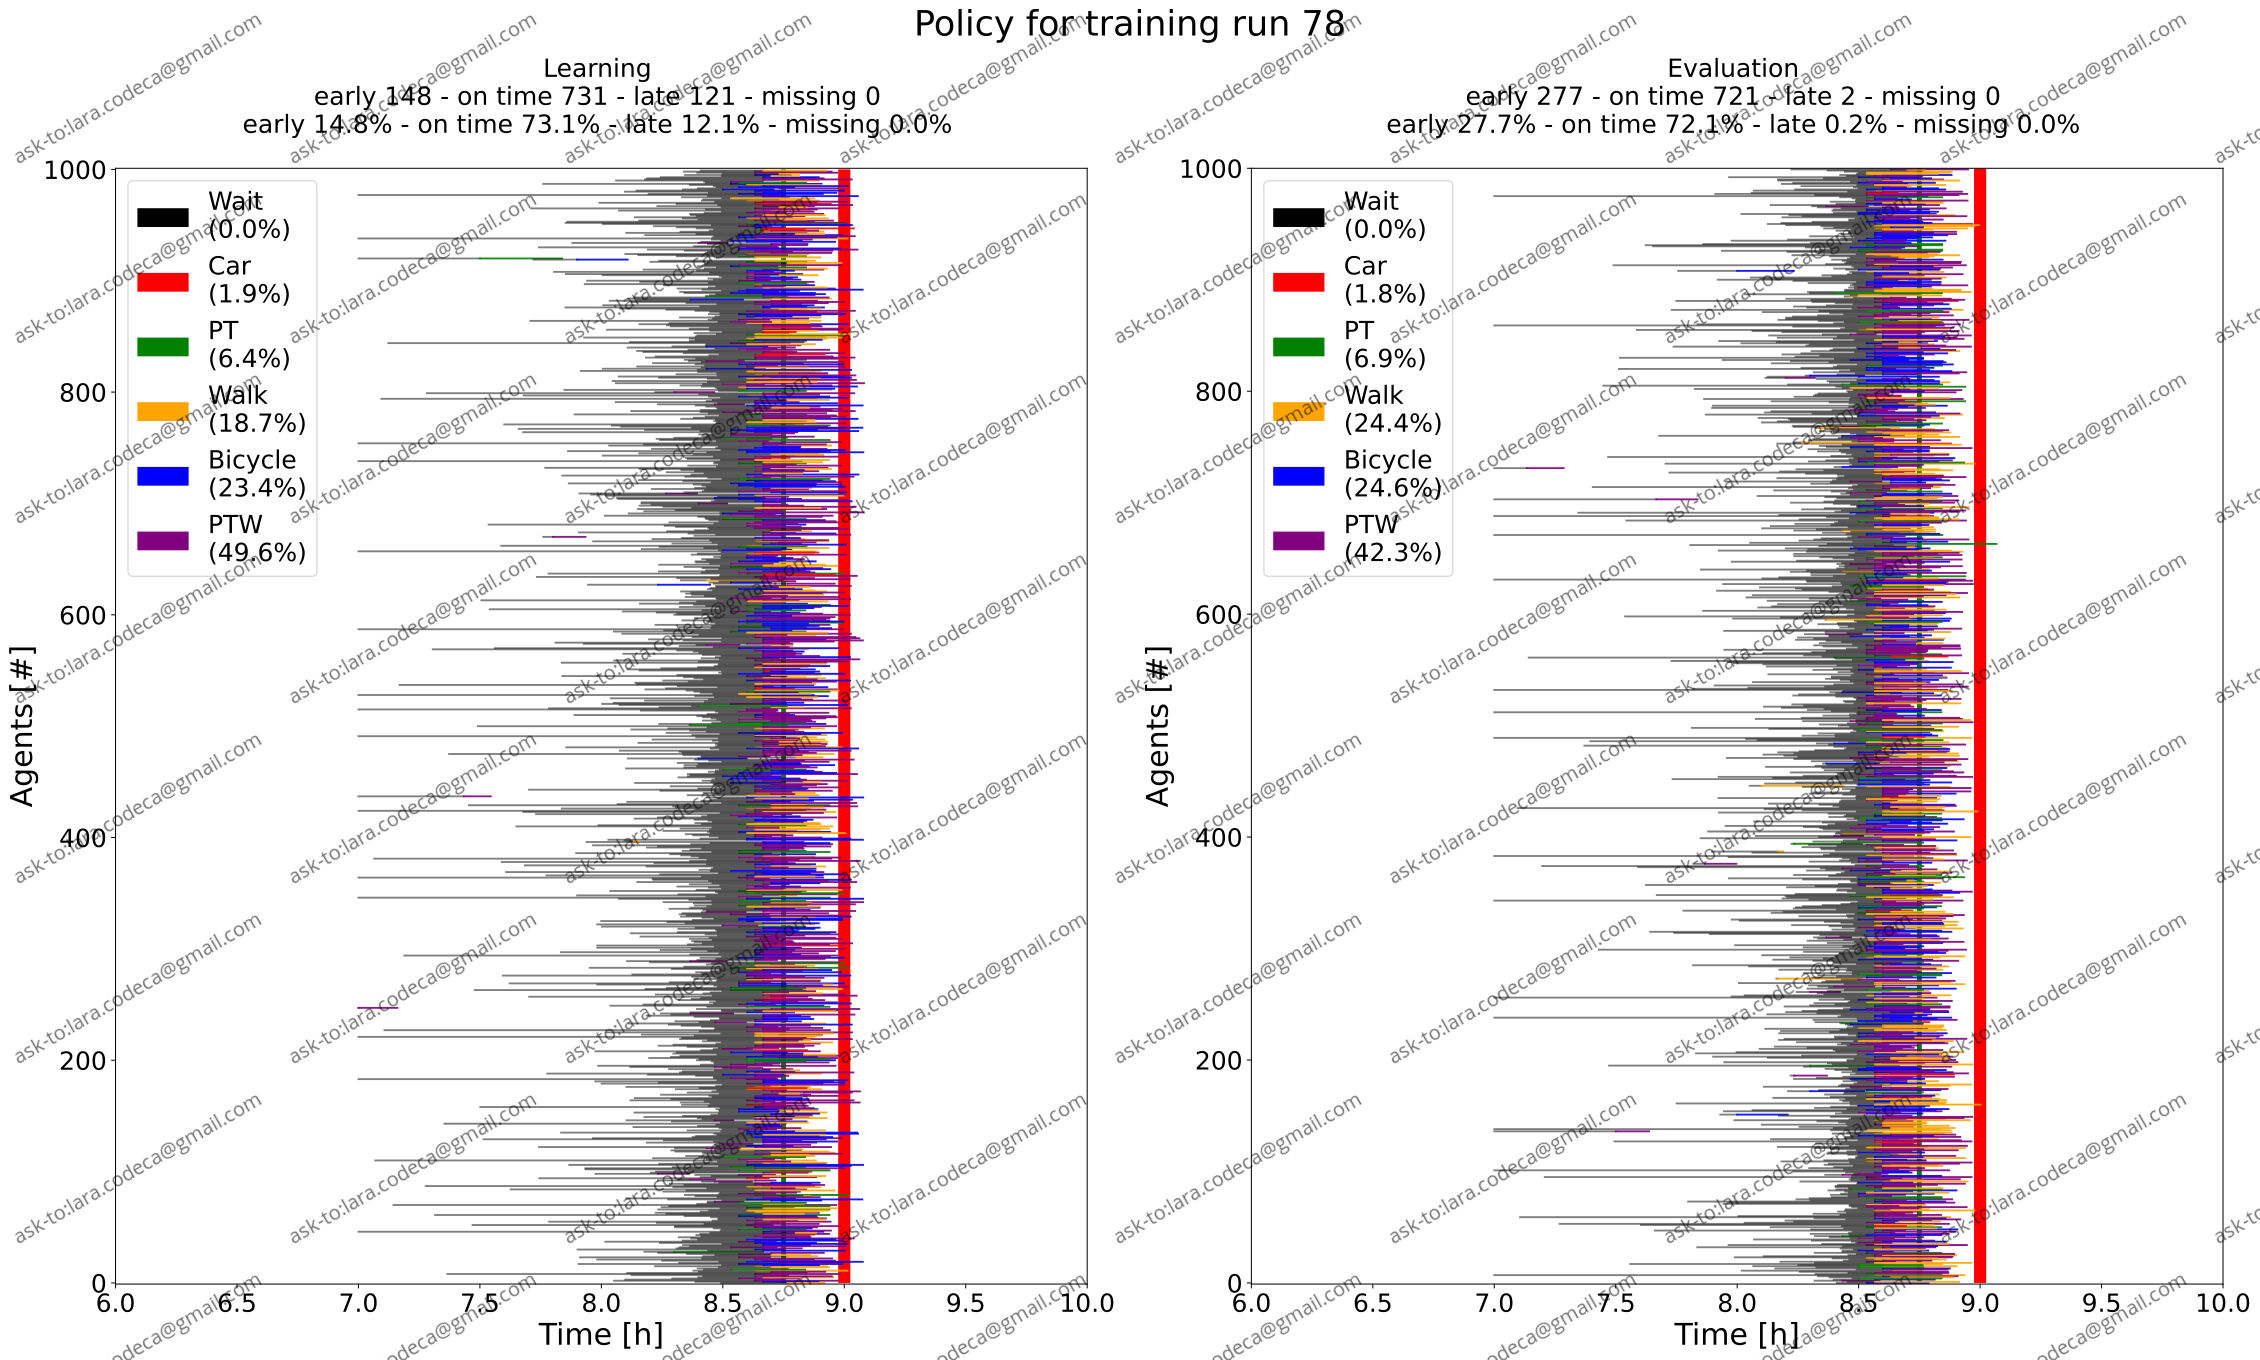 Policy for training run 78
Learning
early 148 - on time 731 - late 121 - missing 0
early 14.8% - on time 73.1% - late 12.1% - missing 0.0%
1000
800
600
400
200
0
Agents [#]
Wait
(0.0%)
Car
(1.9%)
PT
(6.4%)
Walk
(18.7%)
Bicycle
(23.4%)
PTW
(49.6%)
6.0 6.5 7.0 7.5 8.0 8.5 9.0 9.5 10.0
Time [h]
Evaluation
early 277 - on time 721 - late 2 - missing 0
early 27.7% - on time 72.1% - late 0.2% - missing 0.0%
1000
800
600
400
200
0
Agents [#]
Wait
(0.0%)
Car
(1.8%)
PT
(6.9%)
Walk
(24.4%)
Bicycle
(24.6%)
PTW
(42.3%)
6.0 6.5 7.0 7.5 8.0 8.5 9.0 9.5 10.0
Time [h]
ask-to:lara.codeca@gmail.com